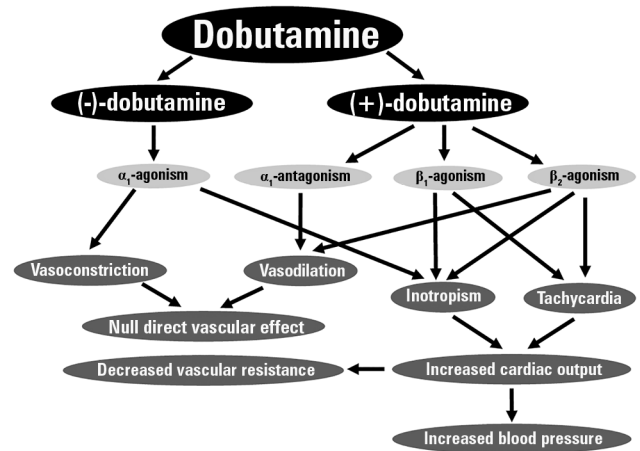 Dobutamine
(-)-dobutamine
(+)-dobutamine
α₁-agonism
α₁-antagonism
β₁-agonism
β₂-agonism
Vasoconstriction
Vasodilation
Inotropism
Tachycardia
Null direct vascular effect
Decreased vascular resistance
Increased cardiac output
Increased blood pressure